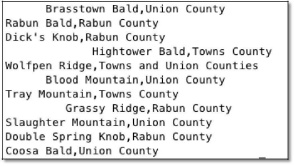 Brasstown Bald,Union County
Rabun Bald,Rabun County
Dick's Knob,Rabun County
Hightower Bald,Towns County
Wolfpen Ridge,Towns and Union Counties
Blood Mountain,Union County
Tray Mountain,Towns County
Grassy Ridge,Rabun County
Slaughter Mountain,Union County
Double Spring Knob,Rabun County
Coosa Bald,Union County